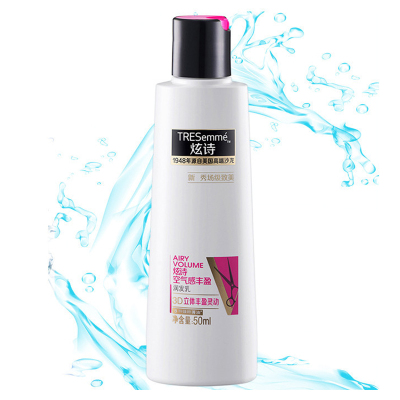 TRESemmé
炫诗
1948年源自美国高端沙龙
AIRY
VOLUME
炫诗
空气感丰盈
润发乳
3D立体丰盈灵动
净含量:50ml